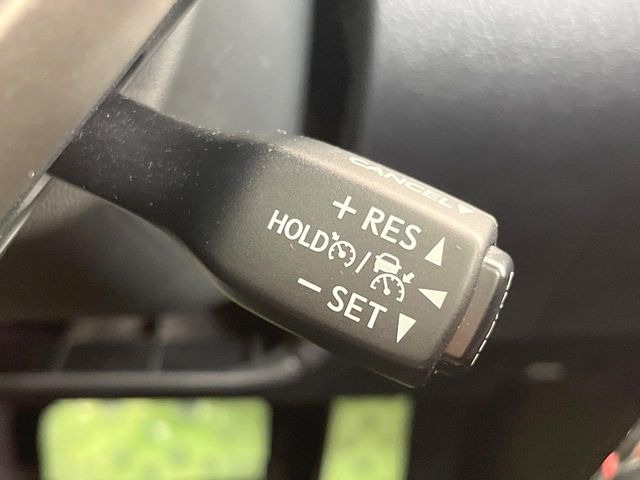 CANCEL
+ RES
HOLD /
- SET